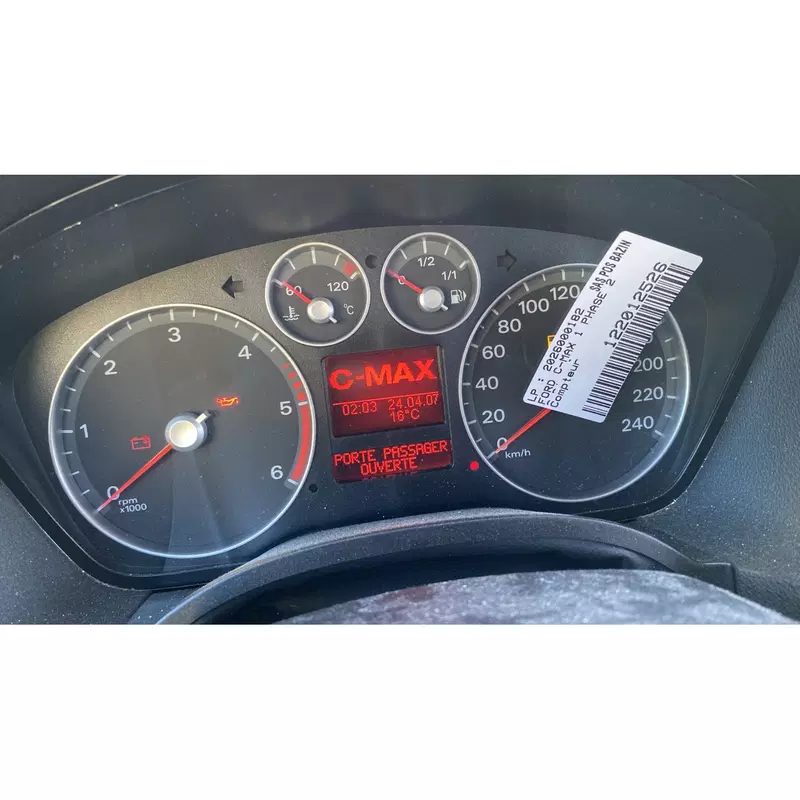 60 120
°C
0 1/2 1/1
0 1 2 3 4 5 6
rpm
x1000
C-MAX
02:03 24.04.07
16°C
PORTE PASSAGER
OUVERTE
0 20 40 60 80 100 120 200 220 240
km/h
SAS POS BAZIN
LP : 2026000182
FORD C-MAX 1 PHASE 2
Compteur
122012526